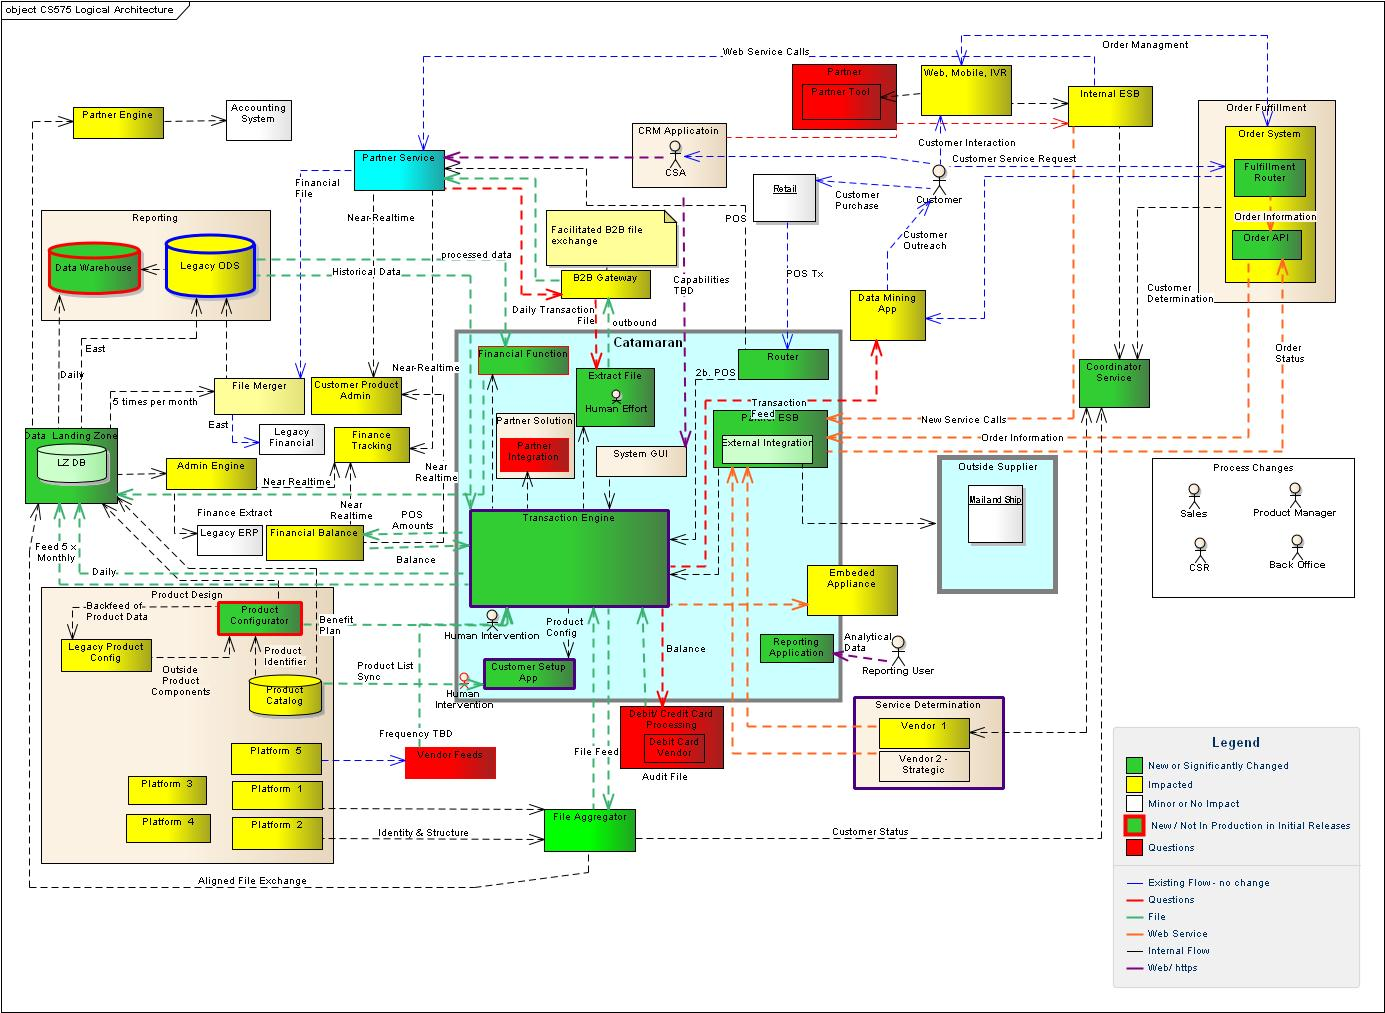 object CS575 Logical Architecture
Web Service Calls
Order Managment
Partner
Partner Tool
Web, Mobile, IVR
Internal ESB
Order Fulfillment
Order System
Fulfillment
Router
Order Information
Order API
Partner Engine
Accounting
System
CRM Applicatoin
CSA
Customer Interaction
Customer Service Request
Partner Service
Financial
File
Near-Realtime
Retail
Customer
Purchase
Customer
Customer
Outreach
POS
POS Tx
Reporting
Data Warehouse
Legacy ODS
processed data
Historical Data
Facilitated B2B file
exchange
B2B Gateway
Capabilities
TBD
Data Mining
App
Customer
Determination
Daily Transaction
File
outbound
Catamaran
East
Daily
Financial Function
Router
Order
Status
Near-Realtime
Extract File
Human Effort
2b. POS
Coordinator
Service
File Merger
Customer Product
Admin
5 times per month
East
Transaction
Feed
Partner ESB
External Integration
New Service Calls
Order Information
Partner Solution
Partner
Integration
System GUI
Data Landing Zone
LZ DB
Legacy
Financial
Finance
Tracking
Admin Engine
Near Realtime
Near
Realtime
Outside Supplier
Mail and Ship
Process Changes
Sales
Product Manager
CSR
Back Office
Finance Extract
Near
Realtime
POS
Amounts
Legacy ERP
Financial Balance
Balance
Transaction Engine
Feed 5 x
Monthly
Daily
Embeded
Appliance
Product Design
Backfeed of
Product Data
Product
Configurator
Benefit
Plan
Human Intervention
Product
Config
Balance
Reporting
Application
Analytical
Data
Reporting User
Legacy Product
Config
Product
Identifier
Outside
Product
Components
Product List
Sync
Customer Setup
App
Human
Intervention
Product
Catalog
Debit/ Credit Card
Processing
Debit Card
Vendor
Audit File
Service Determination
Vendor 1
Vendor 2 -
Strategic
Frequency TBD
Vendor Feeds
File Feed
Platform 5
Platform 3
Platform 1
Platform 4
Platform 2
Identity & Structure
File Aggregator
Customer Status
Aligned File Exchange
Legend
New or Significantly Changed
Impacted
Minor or No Impact
New / Not In Production in Initial Releases
Questions
Existing Flow - no change
Questions
File
Web Service
Internal Flow
Web/ https